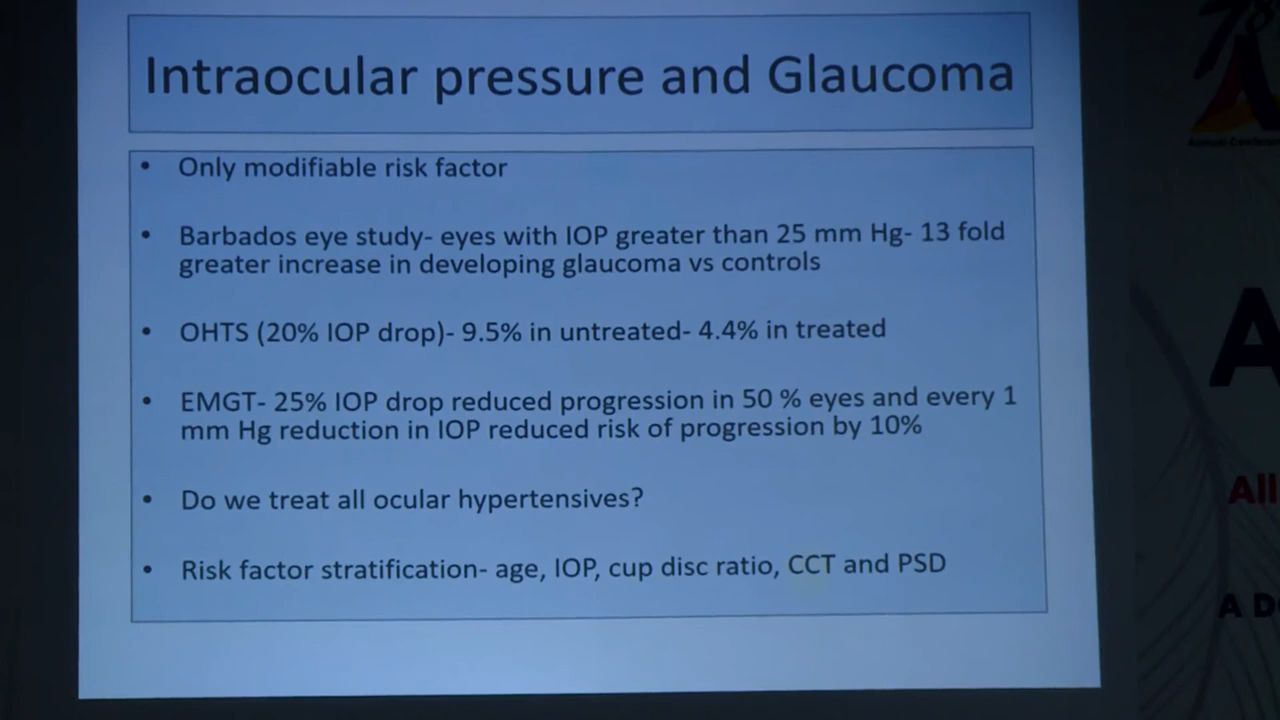 Intraocular pressure and Glaucoma
• Only modifiable risk factor
• Barbados eye study- eyes with IOP greater than 25 mm Hg- 13 fold
greater increase in developing glaucoma vs controls
• OHTS (20% IOP drop)- 9.5% in untreated- 4.4% in treated
• EMGT- 25% IOP drop reduced progression in 50 % eyes and every 1
mm Hg reduction in IOP reduced risk of progression by 10%
• Do we treat all ocular hypertensives?
• Risk factor stratification- age, IOP, cup disc ratio, CCT and PSD
All
A D